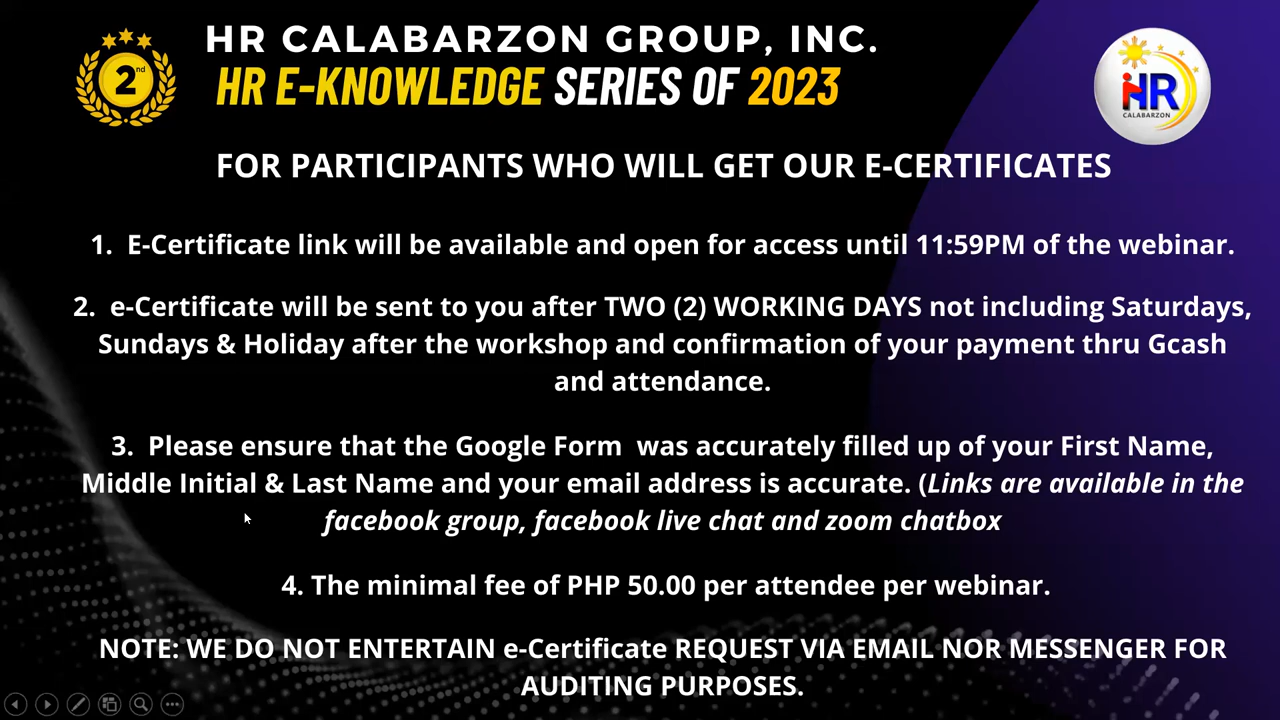 HR CALABARZON GROUP, INC.
2nd
HR E-KNOWLEDGE SERIES OF 2023
HR
CALABARZON
FOR PARTICIPANTS WHO WILL GET OUR E-CERTIFICATES
1. E-Certificate link will be available and open for access until 11:59PM of the webinar.
2. e-Certificate will be sent to you after TWO (2) WORKING DAYS not including Saturdays,
Sundays & Holiday after the workshop and confirmation of your payment thru Gcash
and attendance.
3. Please ensure that the Google Form was accurately filled up of your First Name,
Middle Initial & Last Name and your email address is accurate. (Links are available in the
facebook group, facebook live chat and zoom chatbox
4. The minimal fee of PHP 50.00 per attendee per webinar.
NOTE: WE DO NOT ENTERTAIN e-Certificate REQUEST VIA EMAIL NOR MESSENGER FOR
AUDITING PURPOSES.